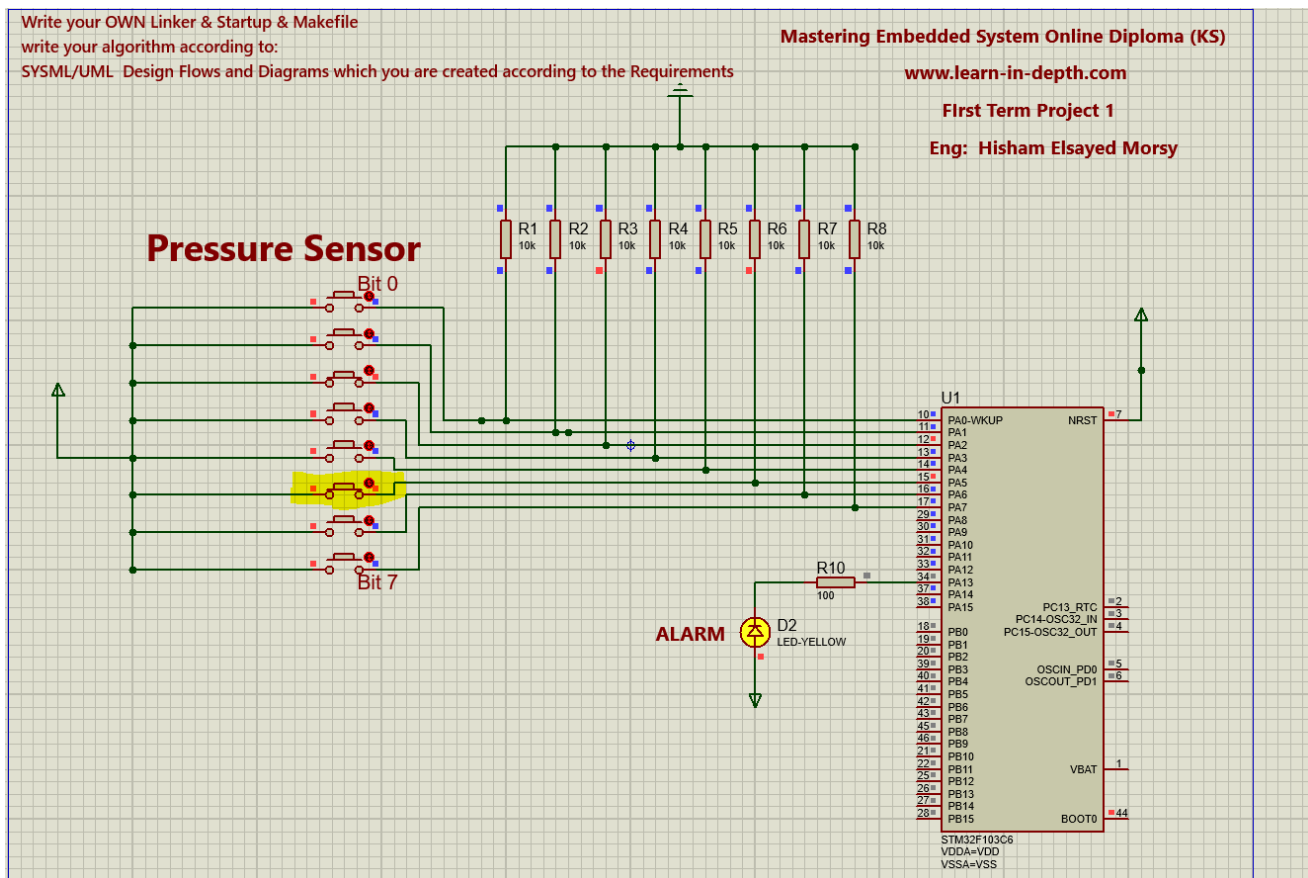 Write your OWN Linker & Startup & Makefile
write your algorithm according to:
SYSML/UML Design Flows and Diagrams which you are created according to the Requirements
Mastering Embedded System Online Diploma (KS)
www.learn-in-depth.com
FIrst Term Project 1
Eng: Hisham Elsayed Morsy
Pressure Sensor
Bit 0
Bit 7
R1
10k
R2
10k
R3
10k
R4
10k
R5
10k
R6
10k
R7
10k
R8
10k
R10
100
ALARM
D2
LED-YELLOW
U1
10 PA0-WKUP
11 PA1
12 PA2
13 PA3
14 PA4
15 PA5
16 PA6
17 PA7
29 PA8
30 PA9
31 PA10
32 PA11
33 PA12
34 PA13
37 PA14
38 PA15
18 PB0
19 PB1
20 PB2
39 PB3
40 PB4
41 PB5
42 PB6
43 PB7
45 PB8
46 PB9
21 PB10
22 PB11
25 PB12
26 PB13
27 PB14
28 PB15
NRST 7
PC13_RTC 2
PC14-OSC32_IN 3
PC15-OSC32_OUT 4
OSCIN_PD0 5
OSCOUT_PD1 6
VBAT 1
BOOT0 44
STM32F103C6
VDDA=VDD
VSSA=VSS